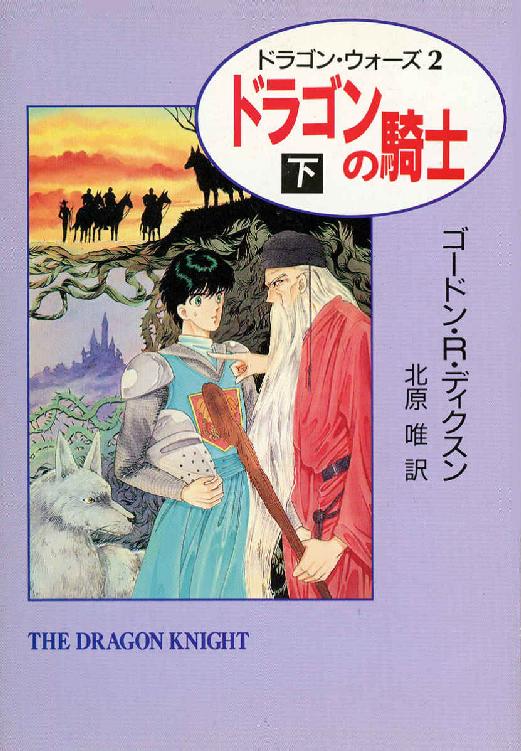 ドラゴン・ウォーズ2
ドラゴン
の騎士
下
ゴードン・R・ディクスン
北原 唯 訳
THE DRAGON KNIGHT